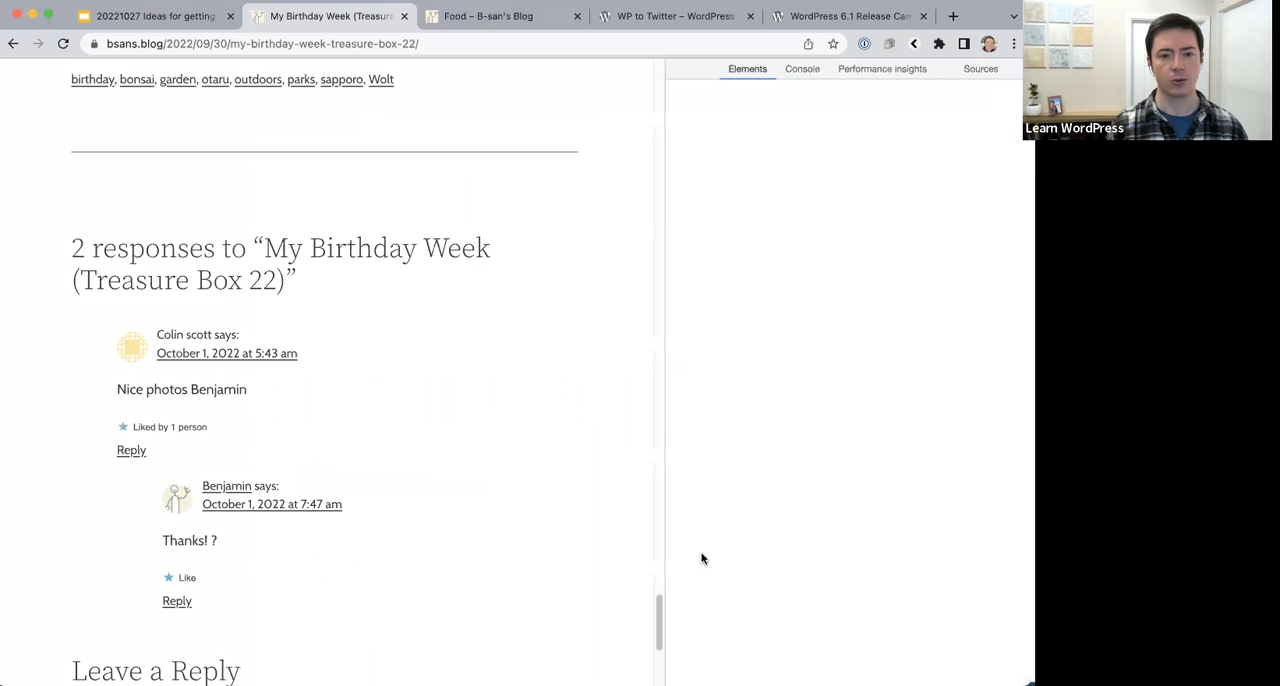 20221027 Ideas for getting
My Birthday Week (Treasure
Food – B-san's Blog
WP to Twitter – WordPress
WordPress 6.1 Release Can
bsans.blog/2022/09/30/my-birthday-week-treasure-box-22/
Elements Console Performance insights Sources
Learn WordPress
birthday, bonsai, garden, otaru, outdoors, parks, sapporo, Wolt
2 responses to “My Birthday Week
(Treasure Box 22)”
Colin scott says:
October 1, 2022 at 5:43 am
Nice photos Benjamin
Liked by 1 person
Reply
Benjamin says:
October 1, 2022 at 7:47 am
Thanks! ?
Like
Reply
Leave a Reply